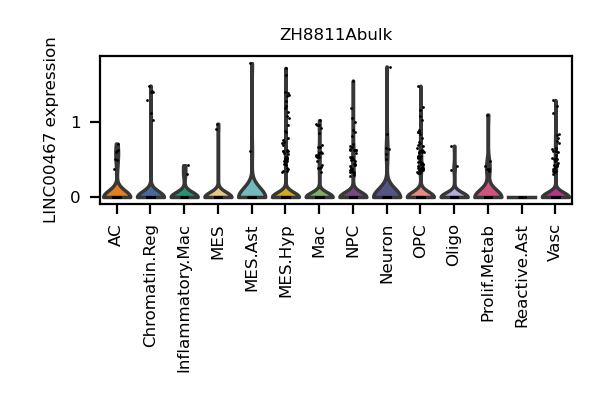 ZH8811Abulk
LINC00467 expression
1
0
AC
Chromatin.Reg
Inflammatory.Mac
MES
MES.Ast
MES.Hyp
Mac
NPC
Neuron
OPC
Oligo
Prolif.Metab
Reactive.Ast
Vasc